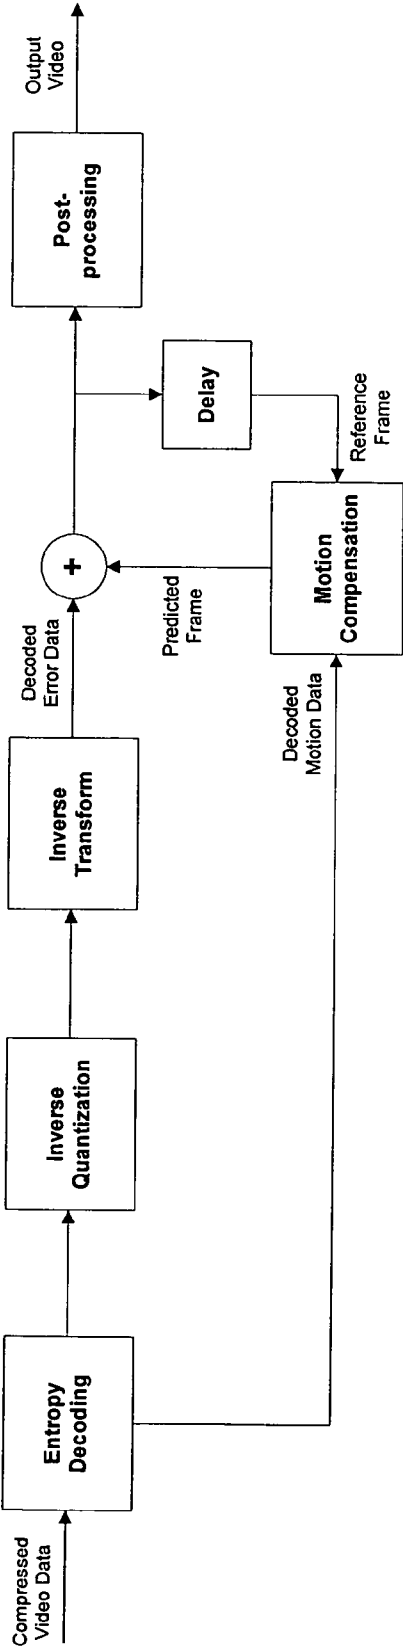 Compressed
Video Data
Entropy
Decoding
Inverse
Quantization
Inverse
Transform
Decoded
Error Data
+
Predicted
Frame
Decoded
Motion Data
Motion
Compensation
Reference
Frame
Delay
Post-
processing
Output
Video